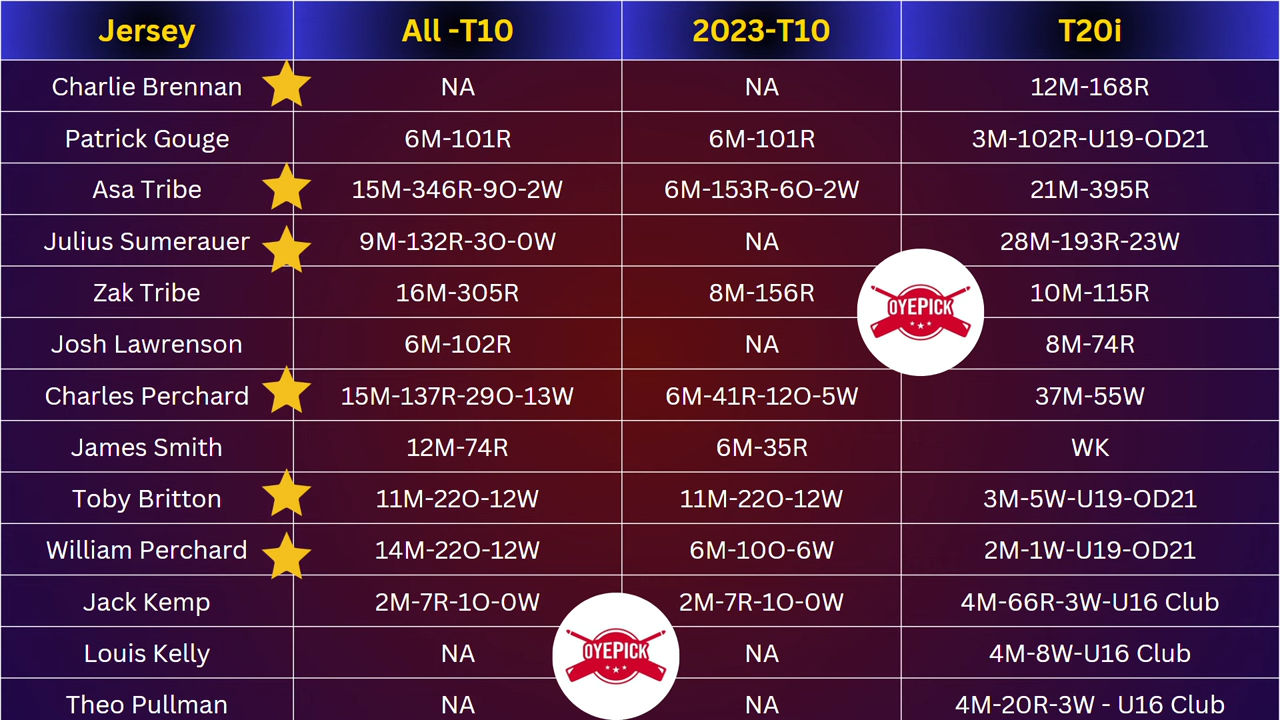 Jersey All -T10 2023-T10 T20i
Charlie Brennan NA NA 12M-168R
Patrick Gouge 6M-101R 6M-101R 3M-102R-U19-OD21
Asa Tribe 15M-346R-9O-2W 6M-153R-6O-2W 21M-395R
Julius Sumerauer 9M-132R-3O-0W NA 28M-193R-23W
Zak Tribe 16M-305R 8M-156R 10M-115R
OYEPICK
Josh Lawrenson 6M-102R NA 8M-74R
Charles Perchard 15M-137R-29O-13W 6M-41R-12O-5W 37M-55W
James Smith 12M-74R 6M-35R WK
Toby Britton 11M-22O-12W 11M-22O-12W 3M-5W-U19-OD21
William Perchard 14M-22O-12W 6M-10O-6W 2M-1W-U19-OD21
Jack Kemp 2M-7R-1O-0W 2M-7R-1O-0W 4M-66R-3W-U16 Club
Louis Kelly NA NA 4M-8W-U16 Club
OYEPICK
Theo Pullman NA NA 4M-20R-3W - U16 Club